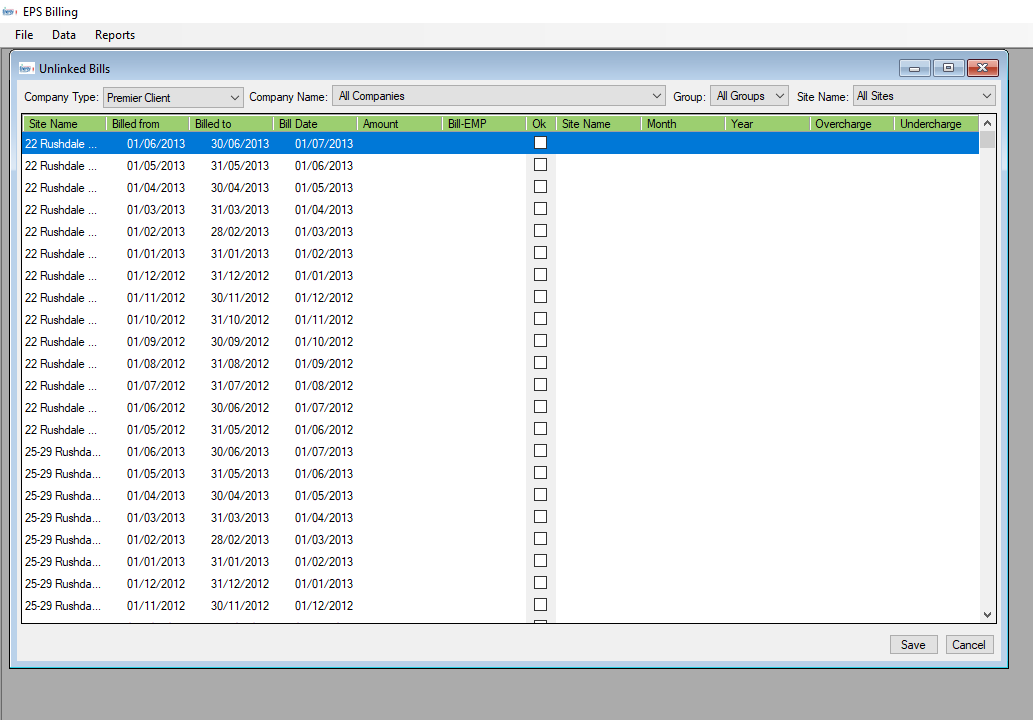 EPS Billing
File Data Reports
Unlinked Bills
Company Type: Premier Client Company Name: All Companies Group: All Groups Site Name: All Sites
Site Name Billed from Billed to Bill Date Amount Bill-EMP Ok Site Name Month Year Overcharge Undercharge
22 Rushdale ... 01/06/2013 30/06/2013 01/07/2013
22 Rushdale ... 01/05/2013 31/05/2013 01/06/2013
22 Rushdale ... 01/04/2013 30/04/2013 01/05/2013
22 Rushdale ... 01/03/2013 31/03/2013 01/04/2013
22 Rushdale ... 01/02/2013 28/02/2013 01/03/2013
22 Rushdale ... 01/01/2013 31/01/2013 01/02/2013
22 Rushdale ... 01/12/2012 31/12/2012 01/01/2013
22 Rushdale ... 01/11/2012 30/11/2012 01/12/2012
22 Rushdale ... 01/10/2012 31/10/2012 01/11/2012
22 Rushdale ... 01/09/2012 30/09/2012 01/10/2012
22 Rushdale ... 01/08/2012 31/08/2012 01/09/2012
22 Rushdale ... 01/07/2012 31/07/2012 01/08/2012
22 Rushdale ... 01/06/2012 30/06/2012 01/07/2012
22 Rushdale ... 01/05/2012 31/05/2012 01/06/2012
25-29 Rushda... 01/06/2013 30/06/2013 01/07/2013
25-29 Rushda... 01/05/2013 31/05/2013 01/06/2013
25-29 Rushda... 01/04/2013 30/04/2013 01/05/2013
25-29 Rushda... 01/03/2013 31/03/2013 01/04/2013
25-29 Rushda... 01/02/2013 28/02/2013 01/03/2013
25-29 Rushda... 01/01/2013 31/01/2013 01/02/2013
25-29 Rushda... 01/12/2012 31/12/2012 01/01/2013
25-29 Rushda... 01/11/2012 30/11/2012 01/12/2012
Save Cancel